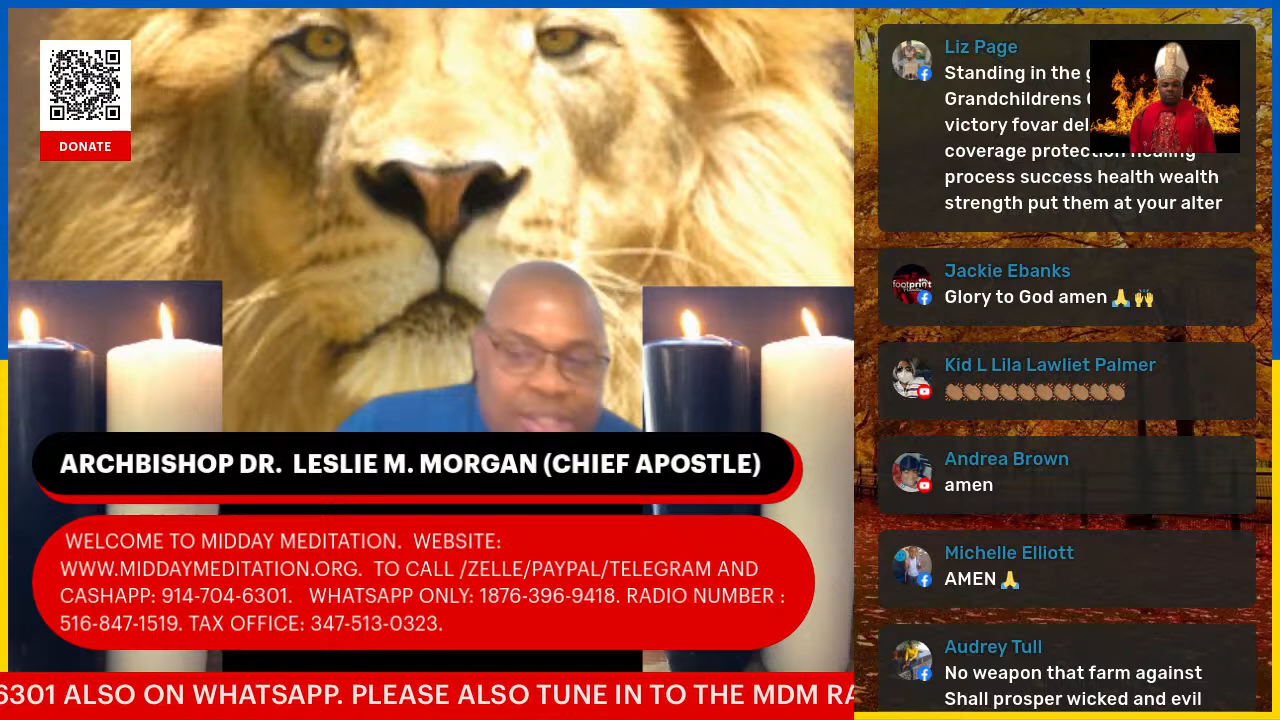 DONATE
ARCHBISHOP DR. LESLIE M. MORGAN (CHIEF APOSTLE)
WELCOME TO MIDDAY MEDITATION. WEBSITE:
WWW.MIDDAYMEDITATION.ORG. TO CALL /ZELLE/PAYPAL/TELEGRAM AND
CASHAPP: 914-704-6301. WHATSAPP ONLY: 1876-396-9418. RADIO NUMBER :
516-847-1519. TAX OFFICE: 347-513-0323.
6301 ALSO ON WHATSAPP. PLEASE ALSO TUNE IN TO THE MDM RA
Liz Page
Standing in the
Grandchildrens
victory fovar
coverage protection healing
process success health wealth
strength put them at your alter
Jackie Ebanks
Glory to God amen 🙏🙌
footprint
Kid L Lila Lawliet Palmer
👏🏽👏🏽👏🏽👏🏽👏🏽👏🏽👏🏽👏🏽👏🏽👏🏽
Andrea Brown
amen
Michelle Elliott
AMEN 🙏
Audrey Tull
No weapon that farm against
Shall prosper wicked and evil